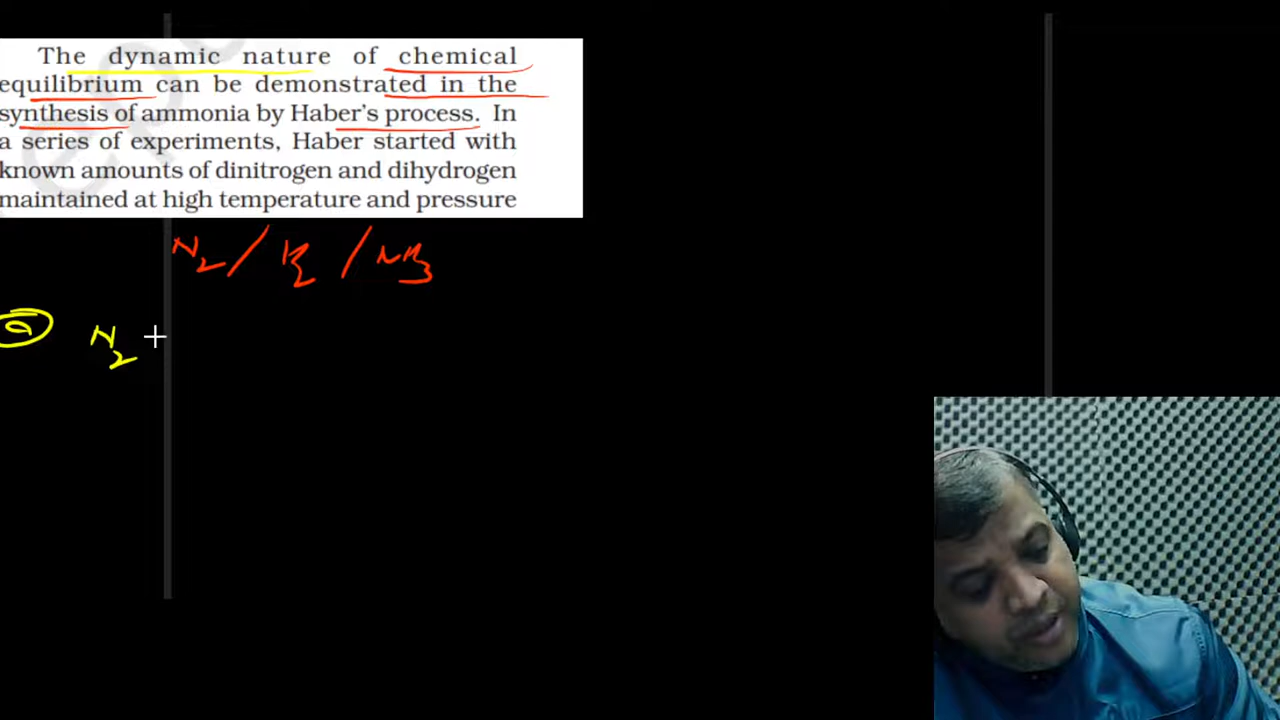 The dynamic nature of chemical
equilibrium can be demonstrated in the
synthesis of ammonia by Haber's process. In
a series of experiments, Haber started with
known amounts of dinitrogen and dihydrogen
maintained at high temperature and pressure
N2 / H2 / NH3
N2 +